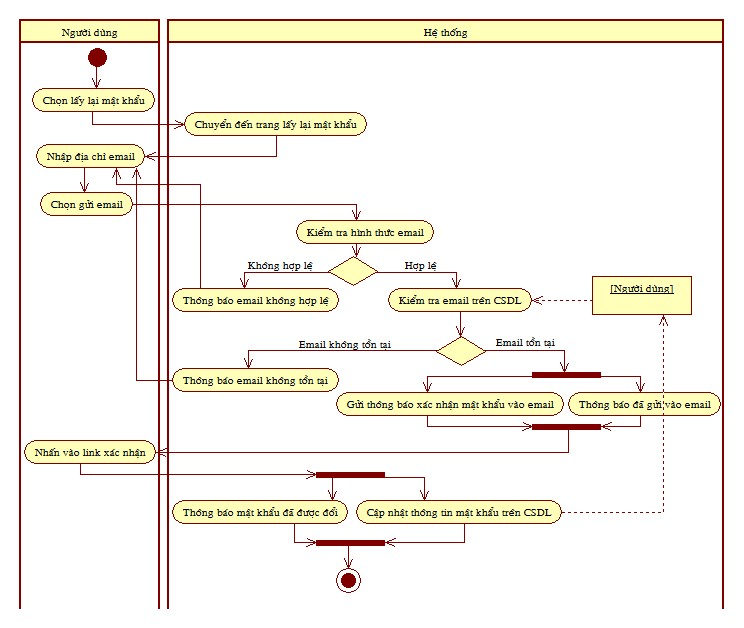 Người dùng
Hệ thống
Chọn lấy lại mật khẩu
Chuyển đến trang lấy lại mật khẩu
Nhập địa chỉ email
Chọn gửi email
Kiểm tra hình thức email
Không hợp lệ
Hợp lệ
Thông báo email không hợp lệ
Kiểm tra email trên CSDL
[Người dùng]
Email không tồn tại
Email tồn tại
Thông báo email không tồn tại
Gửi thông báo xác nhận mật khẩu vào email
Thông báo đã gửi vào email
Nhấn vào link xác nhận
Thông báo mật khẩu đã được đổi
Cập nhật thông tin mật khẩu trên CSDL